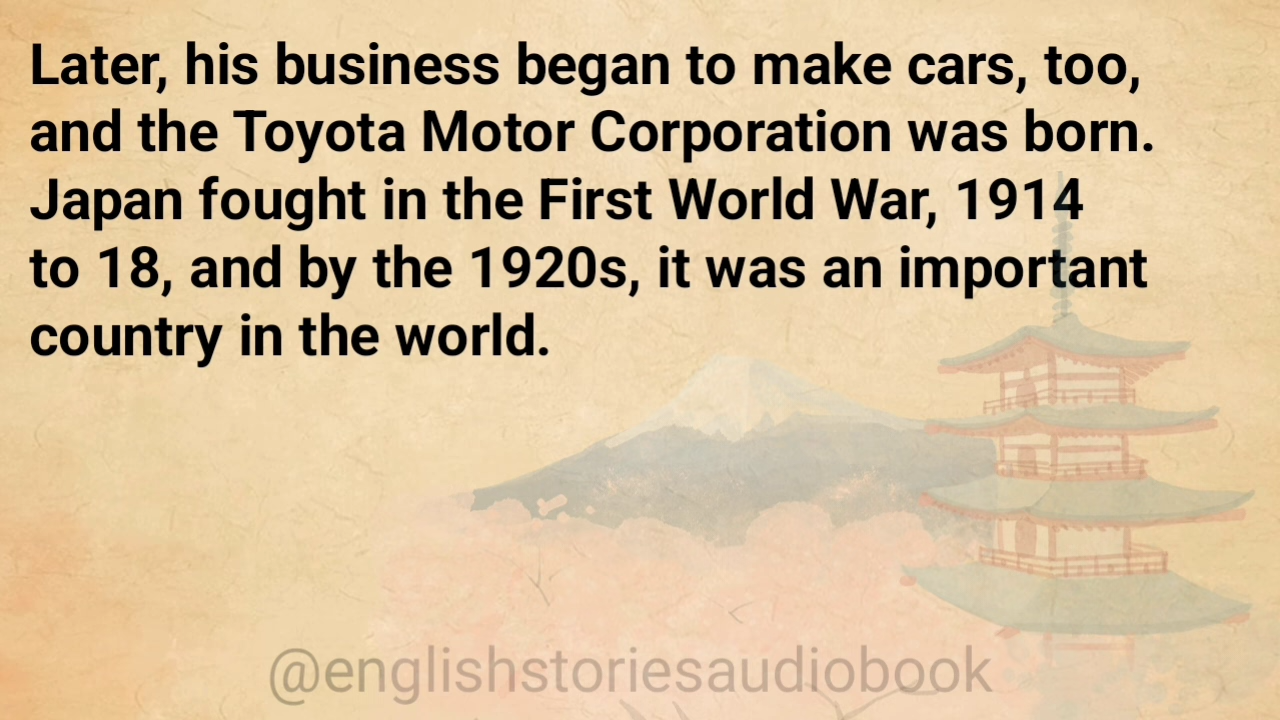 Later, his business began to make cars, too,
and the Toyota Motor Corporation was born.
Japan fought in the First World War, 1914
to 18, and by the 1920s, it was an important
country in the world.
@englishstoriesaudiobook